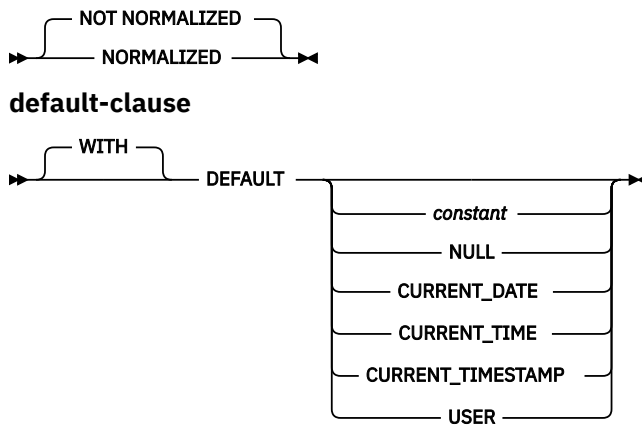 NOT NORMALIZED
NORMALIZED
default-clause
WITH
DEFAULT
constant
NULL
CURRENT_DATE
CURRENT_TIME
CURRENT_TIMESTAMP
USER